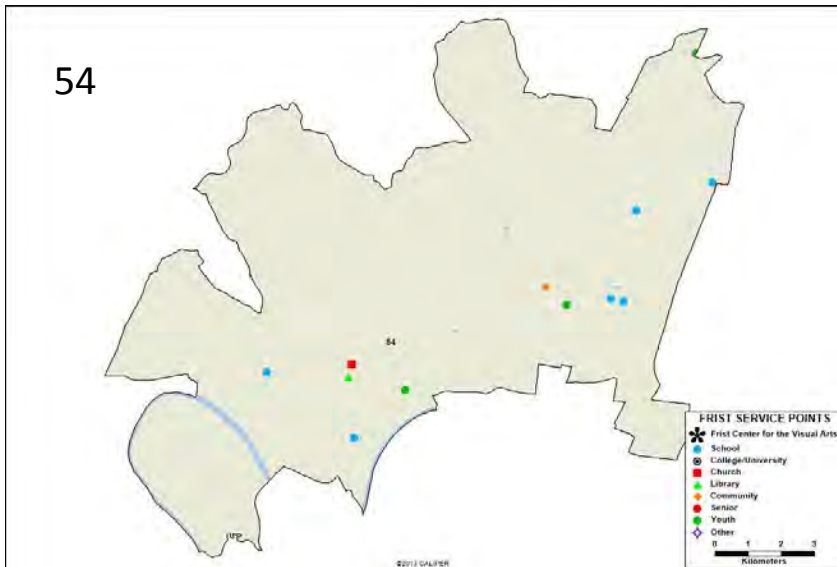 54
54
FRIST SERVICE POINTS
Frist Center for the Visual Arts
School
College/University
Church
Library
Community
Senior
Youth
Other
0 1 2 3
Kilometers
©2013 CALIPER